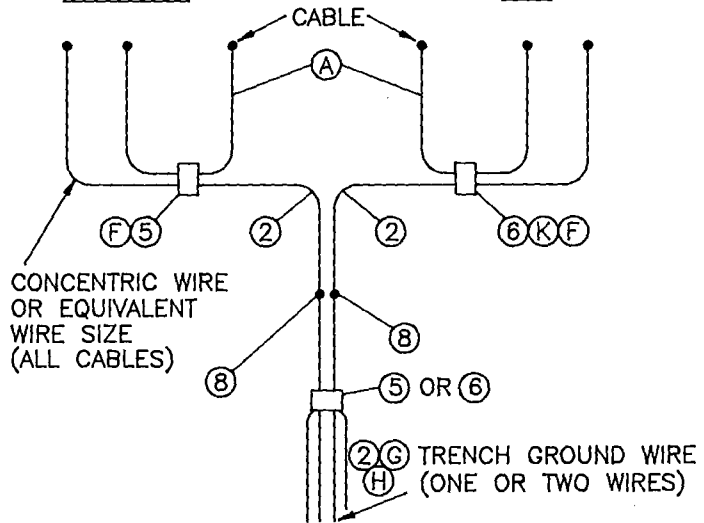 CABLE
A
F 5
2
2
6 K F
CONCENTRIC WIRE
OR EQUIVALENT
WIRE SIZE
(ALL CABLES)
8
8
5 OR 6
2 G TRENCH GROUND WIRE
H (ONE OR TWO WIRES)